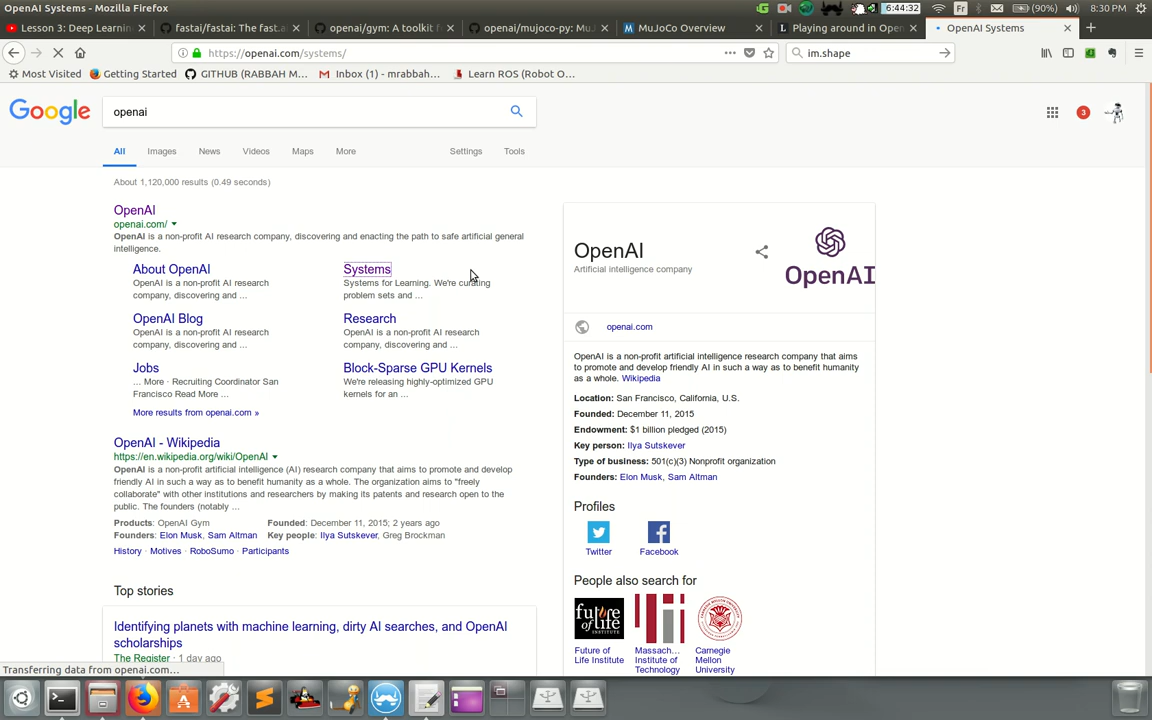 OpenAI Systems - Mozilla Firefox
6:44:32 Fr (90%) 8:30 PM
Lesson 3: Deep Learnin
fastai/fastai: The fast.a
openai/gym: A toolkit f
openai/mujoco-py: Mu
MuJoCo Overview
Playing around in Open
OpenAI Systems
https://openai.com/systems/
im.shape
Most Visited
Getting Started
GITHUB (RABBAH M...
Inbox (1) - mrabbah...
Learn ROS (Robot O...
Google
openai
3
All Images News Videos Maps More Settings Tools
About 1,120,000 results (0.49 seconds)
OpenAI
openai.com/
OpenAI is a non-profit AI research company, discovering and enacting the path to safe artificial general
intelligence.
About OpenAI
OpenAI is a non-profit AI research
company, discovering and ...
Systems
Systems for Learning. We're curating
problem sets and ...
OpenAI Blog
OpenAI is a non-profit AI research
company, discovering and ...
Research
OpenAI is a non-profit AI research
company, discovering and ...
Jobs
... More · Recruiting Coordinator San
Francisco Read More ...
Block-Sparse GPU Kernels
We're releasing highly-optimized GPU
kernels for an ...
More results from openai.com »
OpenAI - Wikipedia
https://en.wikipedia.org/wiki/OpenAI
OpenAI is a non-profit artificial intelligence (AI) research company that aims to promote and develop
friendly AI in such a way as to benefit humanity as a whole. The organization aims to "freely
collaborate" with other institutions and researchers by making its patents and research open to the
public. The founders (notably ...
Products: OpenAI Gym Founded: December 11, 2015; 2 years ago
Founders: Elon Musk, Sam Altman Key people: Ilya Sutskever, Greg Brockman
History · Motives · RoboSumo · Participants
Top stories
Identifying planets with machine learning, dirty AI searches, and OpenAI
scholarships
The Register · 1 day ago
OpenAI
Artificial intelligence company
OpenAI
openai.com
OpenAI is a non-profit artificial intelligence research company that aims
to promote and develop friendly AI in such a way as to benefit humanity
as a whole. Wikipedia
Location: San Francisco, California, U.S.
Founded: December 11, 2015
Endowment: $1 billion pledged (2015)
Key person: Ilya Sutskever
Type of business: 501(c)(3) Nonprofit organization
Founders: Elon Musk, Sam Altman
Profiles
Twitter
Facebook
People also search for
future of
life
INSTITUTE
Future of
Life Institute
Massach...
Institute of
Technology
Carnegie
Mellon
University
Transferring data from openai.com...